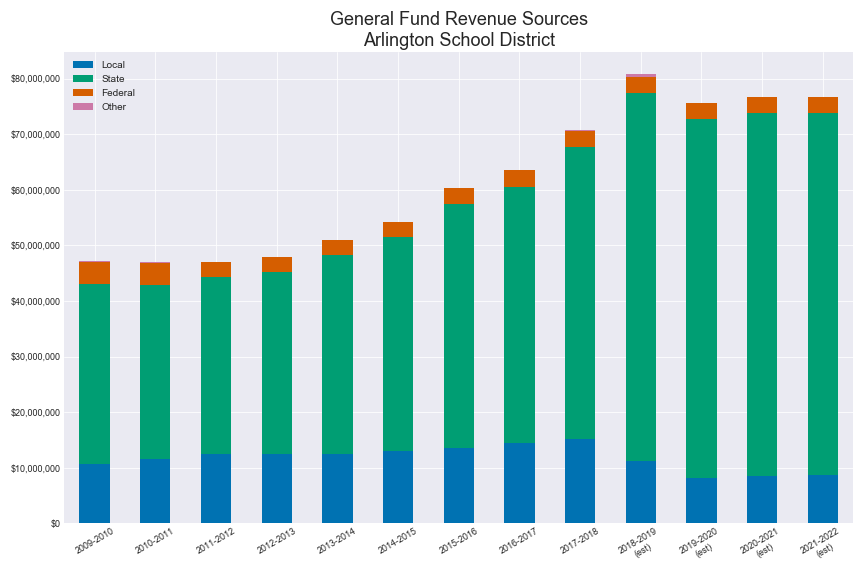 General Fund Revenue Sources
Arlington School District
Local
State
Federal
Other
$80,000,000
$70,000,000
$60,000,000
$50,000,000
$40,000,000
$30,000,000
$20,000,000
$10,000,000
$0
2009-2010
2010-2011
2011-2012
2012-2013
2013-2014
2014-2015
2015-2016
2016-2017
2017-2018
2018-2019
(est)
2019-2020
(est)
2020-2021
(est)
2021-2022
(est)